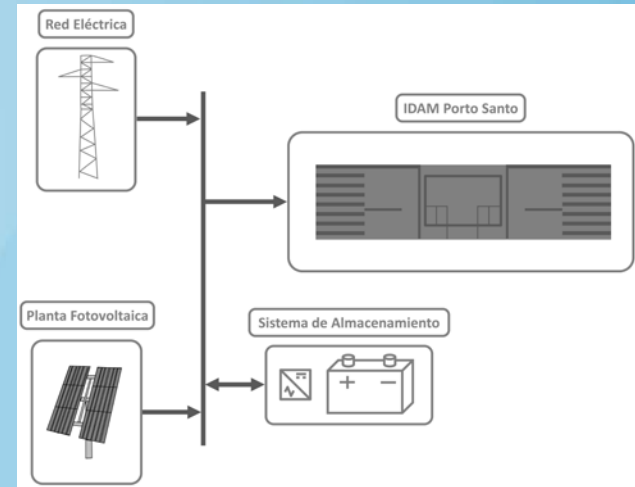 Red Eléctrica
IDAM Porto Santo
Planta Fotovoltaica
Sistema de Almacenamiento